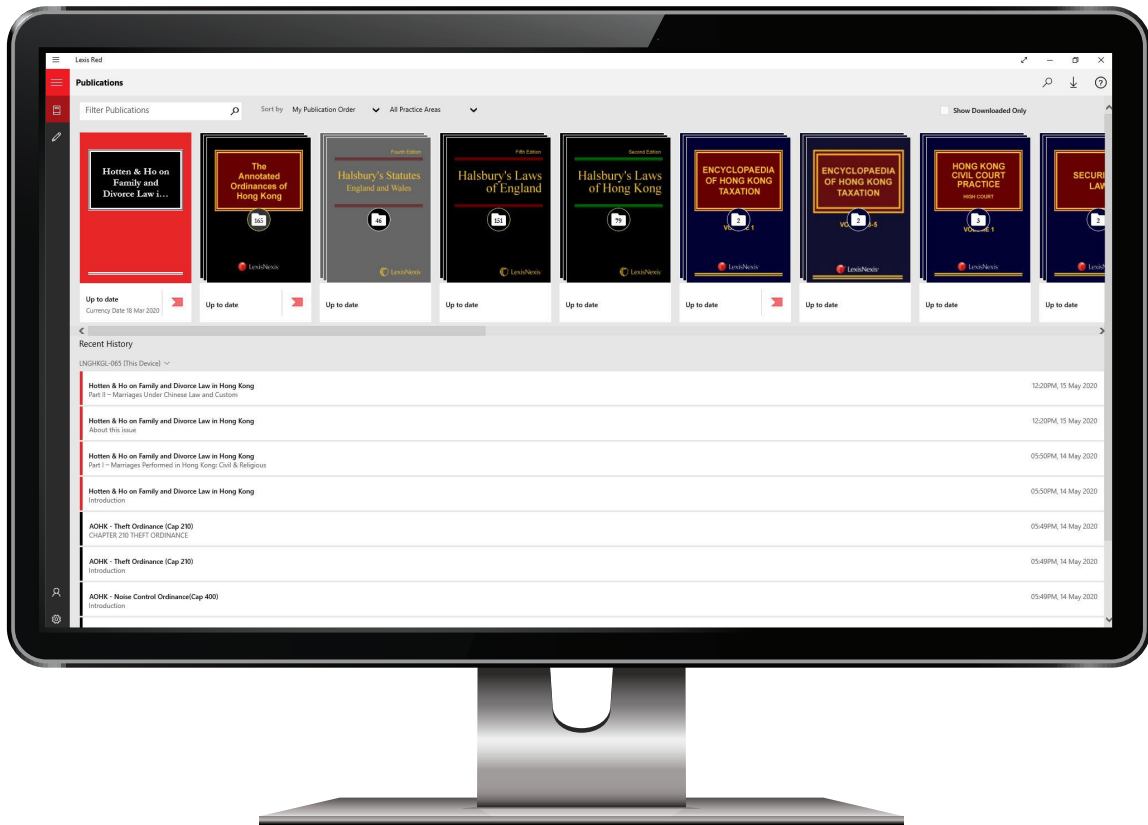 Lexis Red
Publications
Filter Publications
Sort by My Publication Order All Practice Areas
Show Downloaded Only
Hotten & Ho on
Family and
Divorce Law i...
Up to date
Currency Date 18 Mar 2020
The
Annotated
Ordinances of
Hong Kong
165
LexisNexis
Up to date
Fourth Edition
Halsbury's Statutes
England and Wales
46
LexisNexis
Up to date
Fifth Edition
Halsbury's Laws
of England
151
LexisNexis
Up to date
Second Edition
Halsbury's Laws
of Hong Kong
79
LexisNexis
Up to date
ENCYCLOPAEDIA
OF HONG KONG
TAXATION
2
LexisNexis
Up to date
ENCYCLOPAEDIA
OF HONG KONG
TAXATION
2
LexisNexis
Up to date
HONG KONG
CIVIL COURT
PRACTICE
HIGH COURT
3
LexisNexis
Up to date
2
Up to date
Recent History
LNGHKGL-065 (This Device)
Hotten & Ho on Family and Divorce Law in Hong Kong 12:20PM, 15 May 2020
Part II – Marriages Under Chinese Law and Custom
Hotten & Ho on Family and Divorce Law in Hong Kong 12:20PM, 15 May 2020
About this issue
Hotten & Ho on Family and Divorce Law in Hong Kong 05:50PM, 14 May 2020
Part I – Marriages Performed in Hong Kong: Civil & Religious
Hotten & Ho on Family and Divorce Law in Hong Kong 05:50PM, 14 May 2020
Introduction
AOHK - Theft Ordinance (Cap 210) 05:49PM, 14 May 2020
CHAPTER 210 THEFT ORDINANCE
AOHK - Theft Ordinance (Cap 210) 05:49PM, 14 May 2020
Introduction
AOHK - Noise Control Ordinance(Cap 400) 05:49PM, 14 May 2020
Introduction